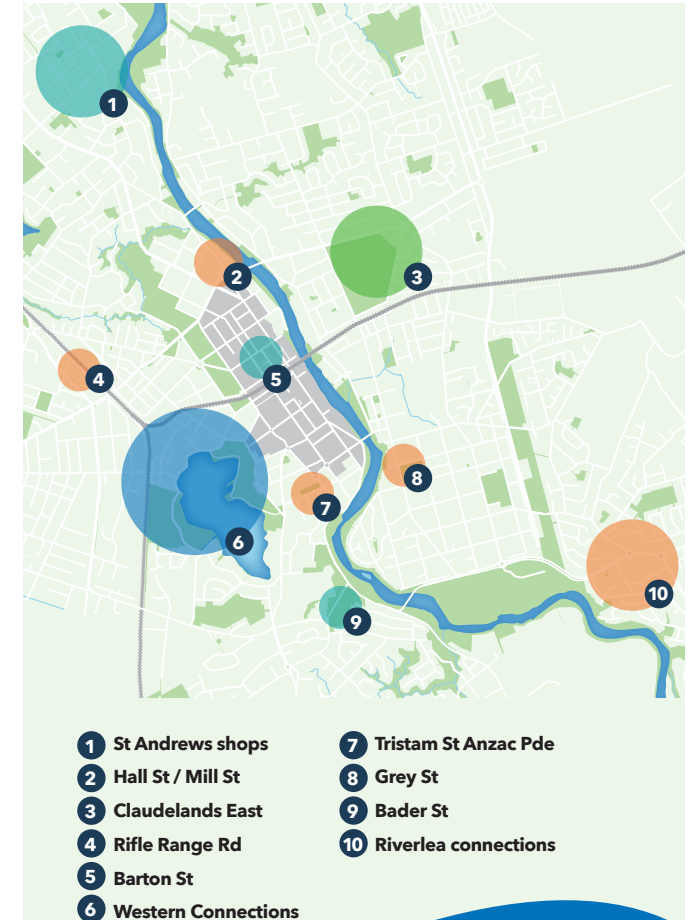 1
2
3
4
5
6
7
8
9
10
1 St Andrews shops
2 Hall St / Mill St
3 Claudelands East
4 Rifle Range Rd
5 Barton St
6 Western Connections
7 Tristam St Anzac Pde
8 Grey St
9 Bader St
10 Riverlea connections